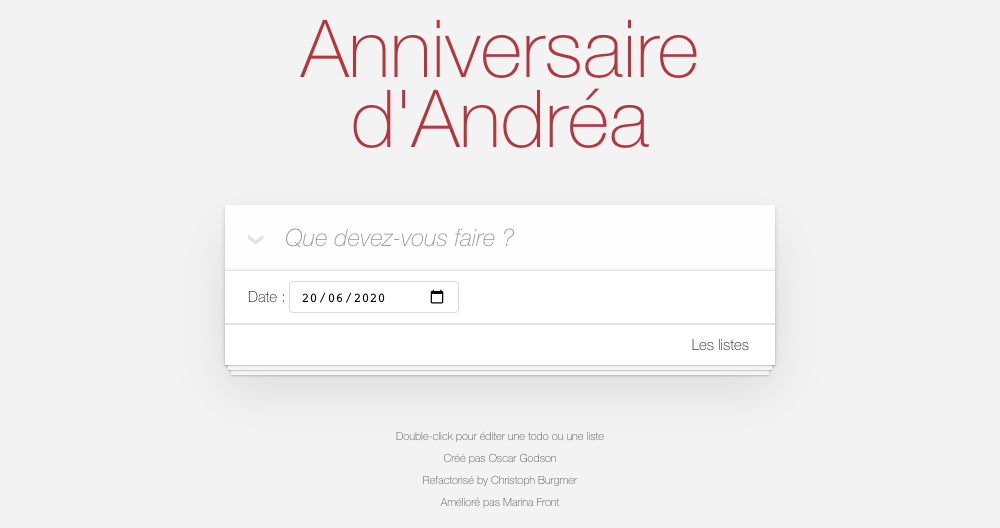 Anniversaire
d'Andréa
Que devez-vous faire ?
Date : 20/06/2020
Les listes
Double-click pour éditer une todo ou une liste
Créé pas Oscar Godson
Refactorisé by Christoph Burgmer
Amélioré pas Marina Front